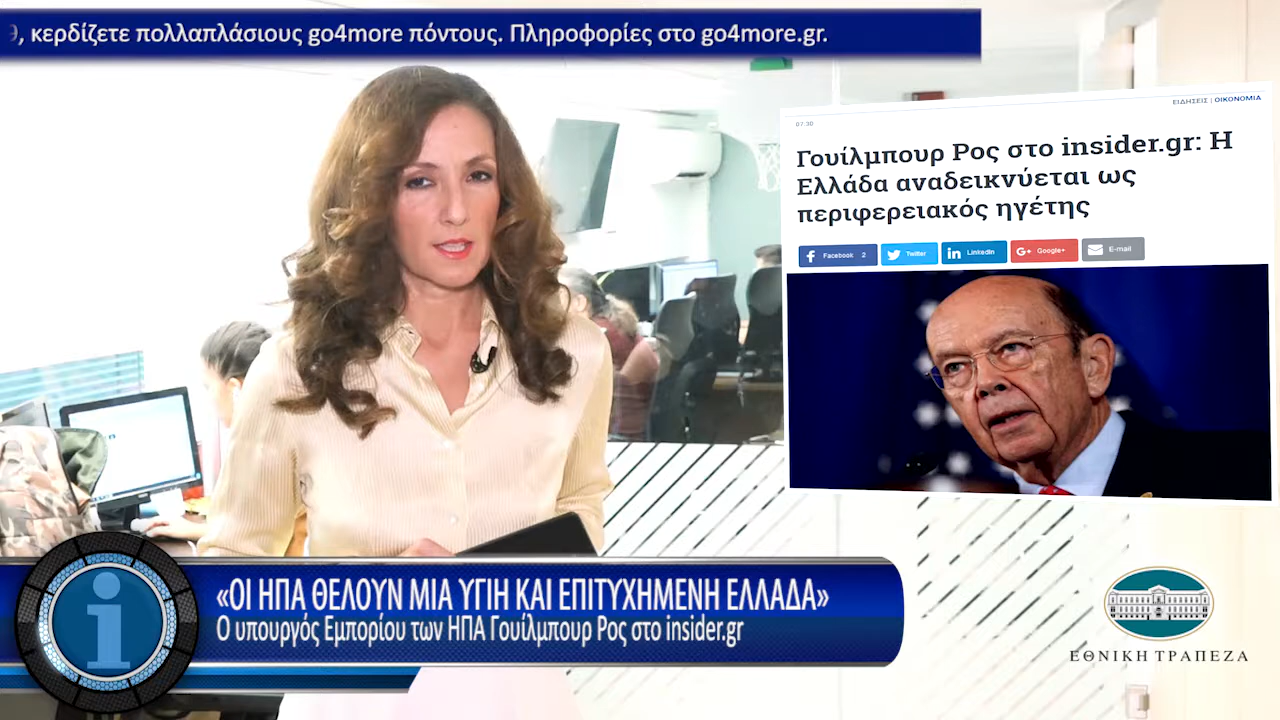 , κερδίζετε πολλαπλάσιους go4more πόντους. Πληροφορίες στο go4more.gr.
ΕΙΔΗΣΕΙΣ | ΟΙΚΟΝΟΜΙΑ
07:30
Γουίλμπουρ Ρος στο insider.gr: Η
Ελλάδα αναδεικνύεται ως
περιφερειακός ηγέτης
Facebook 2
Twitter
LinkedIn
Google+
E-mail
«ΟΙ ΗΠΑ ΘΕΛΟΥΝ ΜΙΑ ΥΓΙΗ ΚΑΙ ΕΠΙΤΥΧΗΜΕΝΗ ΕΛΛΑΔΑ»
Ο υπουργός Εμπορίου των ΗΠΑ Γουίλμπουρ Ρος στο insider.gr
ΕΘΝΙΚΗ ΤΡΑΠΕΖΑ